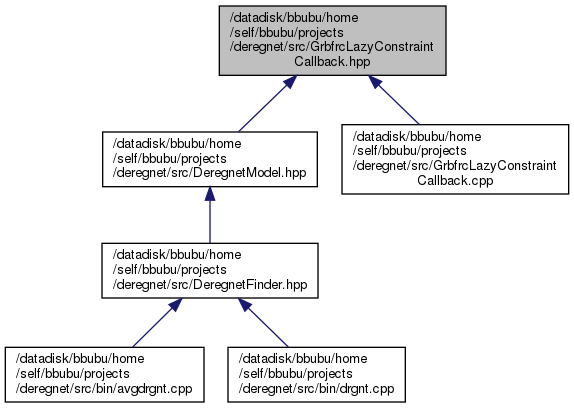 /datadisk/bbubu/home
/self/bbubu/projects
/deregnet/src/GrbfrcLazyConstraint
Callback.hpp
/datadisk/bbubu/home
/self/bbubu/projects
/deregnet/src/DeregnetModel.hpp
/datadisk/bbubu/home
/self/bbubu/projects
/deregnet/src/GrbfrcLazyConstraint
Callback.cpp
/datadisk/bbubu/home
/self/bbubu/projects
/deregnet/src/DeregnetFinder.hpp
/datadisk/bbubu/home
/self/bbubu/projects
/deregnet/src/bin/avgdrgnt.cpp
/datadisk/bbubu/home
/self/bbubu/projects
/deregnet/src/bin/drgnt.cpp